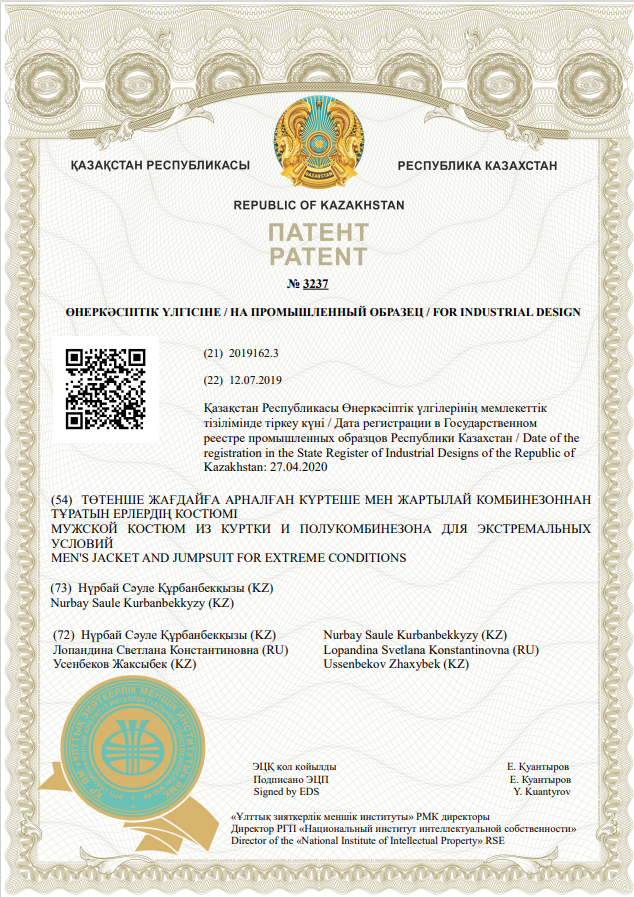 ҚАЗАҚСТАН РЕСПУБЛИКАСЫ
РЕСПУБЛИКА КАЗАХСТАН
REPUBLIC OF KAZAKHSTAN
ПАТЕНТ
PATENT
№ 3237
ӨНЕРКӘСІПТІК ҮЛГІСІНЕ / НА ПРОМЫШЛЕННЫЙ ОБРАЗЕЦ / FOR INDUSTRIAL DESIGN
(21) 2019162.3
(22) 12.07.2019
Қазақстан Республикасы Өнеркәсіптік үлгілерінің мемлекеттік
тізілімінде тіркеу күні / Дата регистрации в Государственном
реестре промышленных образцов Республики Казахстан / Date of the
registration in the State Register of Industrial Designs of the Republic of
Kazakhstan: 27.04.2020
(54) ТӨТЕНШЕ ЖАҒДАЙҒА АРНАЛҒАН КҮРТЕШЕ МЕН ЖАРТЫЛАЙ КОМБИНЕЗОННАН
ТҰРАТЫН ЕРЛЕРДІҢ КОСТЮМІ
МУЖСКОЙ КОСТЮМ ИЗ КУРТКИ И ПОЛУКОМБИНЕЗОНА ДЛЯ ЭКСТРЕМАЛЬНЫХ
УСЛОВИЙ
MEN'S JACKET AND JUMPSUIT FOR EXTREME CONDITIONS
(73) Нұрбай Сәуле Құрбанбекқызы (KZ)
Nurbay Saule Kurbanbekkyzy (KZ)
(72) Нұрбай Сәуле Құрбанбекқызы (KZ)
Лопандина Светлана Константиновна (RU)
Усенбеков Жаксыбек (KZ)
Nurbay Saule Kurbanbekkyzy (KZ)
Lopandina Svetlana Konstantinovna (RU)
Ussenbekov Zhaxybek (KZ)
ЭЦҚ қол қойылды Е. Қуантыров
Подписано ЭЦП Е. Куантыров
Signed by EDS Y. Kuantyrov
«Ұлттық зияткерлік меншік институты» РМК директоры
Директор РГП «Национальный институт интеллектуальной собственности»
Director of the «National Institute of Intellectual Property» RSE